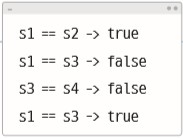 s1 == s2 -> true
s1 == s3 -> false
s3 == s4 -> false
s1 == s3 -> true